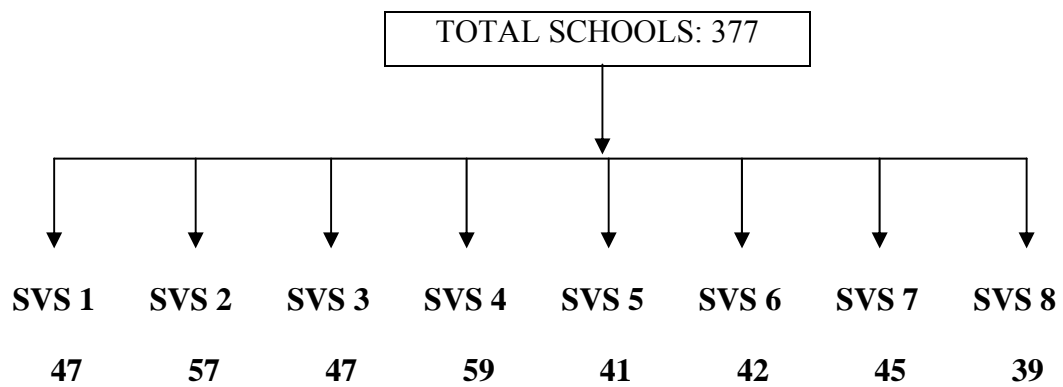 TOTAL SCHOOLS: 377
SVS 1 SVS 2 SVS 3 SVS 4 SVS 5 SVS 6 SVS 7 SVS 8
47 57 47 59 41 42 45 39